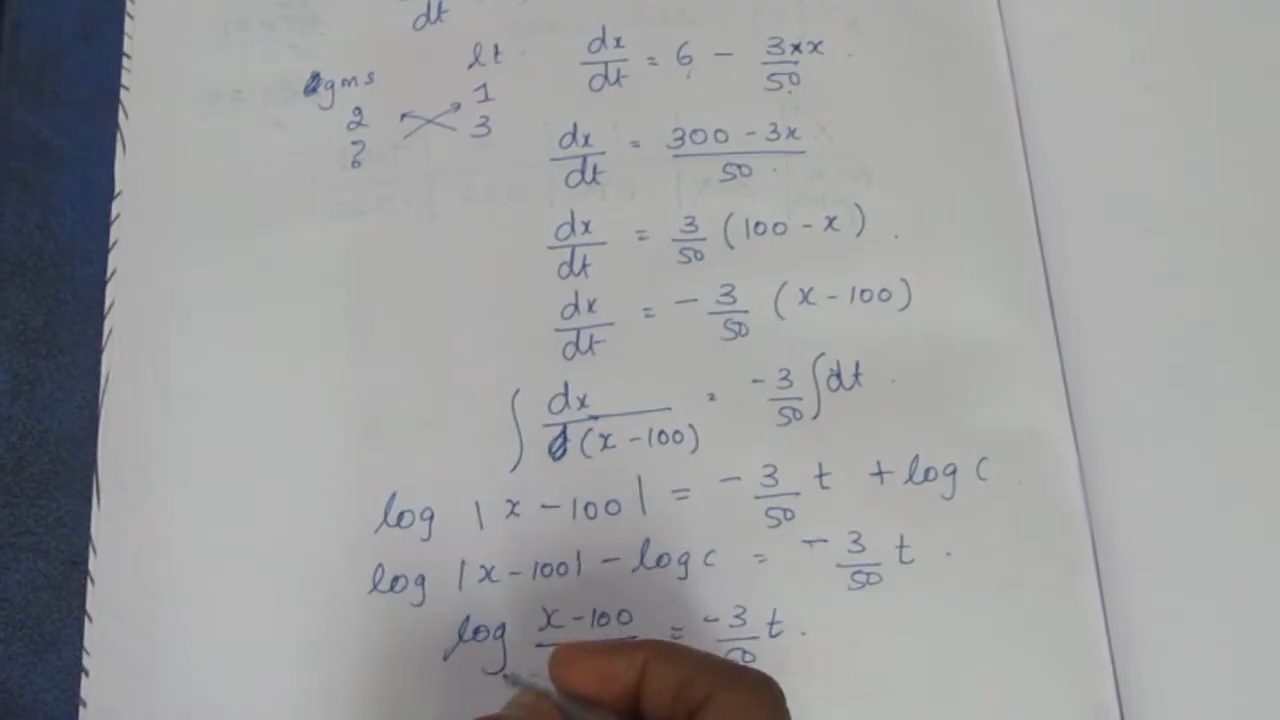 dt
gms lt
2 1
? 3
dx/dt = 6 - 3xx/50
dx/dt = 300 - 3x/50
dx/dt = 3/50 (100 - x)
dx/dt = - 3/50 (x - 100)
∫ dx/(x - 100) = -3/50 ∫dt
log |x - 100| = - 3/50 t + log c
log |x - 100| - log c = - 3/50 t
log x - 100 = -3/50 t